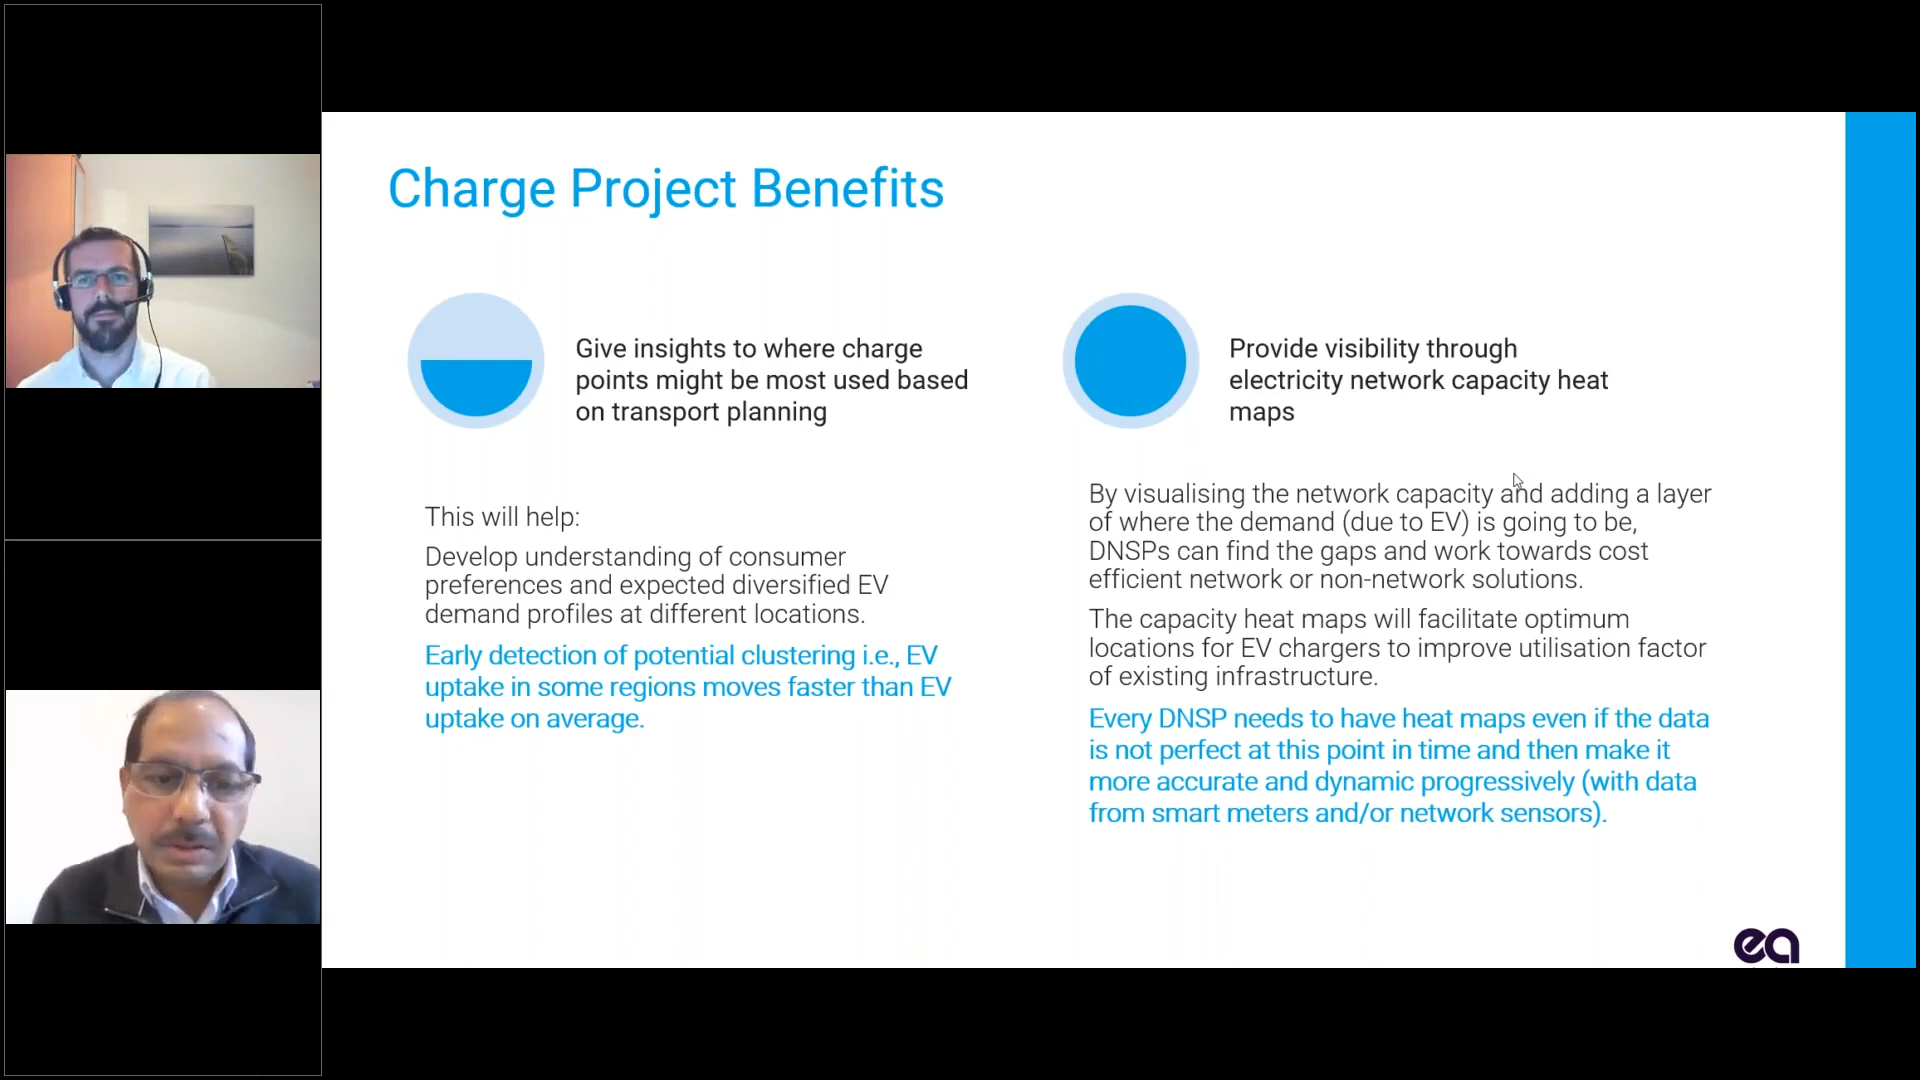 Charge Project Benefits
Give insights to where charge
points might be most used based
on transport planning
This will help:
Develop understanding of consumer
preferences and expected diversified EV
demand profiles at different locations.
Early detection of potential clustering i.e., EV
uptake in some regions moves faster than EV
uptake on average.
Provide visibility through
electricity network capacity heat
maps
By visualising the network capacity and adding a layer
of where the demand (due to EV) is going to be,
DNSPs can find the gaps and work towards cost
efficient network or non-network solutions.
The capacity heat maps will facilitate optimum
locations for EV chargers to improve utilisation factor
of existing infrastructure.
Every DNSP needs to have heat maps even if the data
is not perfect at this point in time and then make it
more accurate and dynamic progressively (with data
from smart meters and/or network sensors).
ea